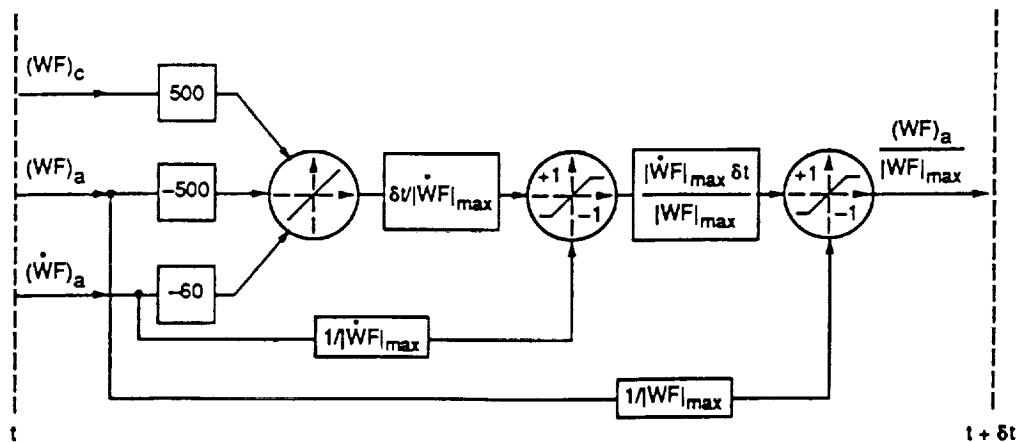 (WF)c
500
(WF)a
-500
(ẆF)a
-60
δt/|ẆF|max
+1
-1
|ẆF|max δt
|WF|max
+1
-1
(WF)a
|WF|max
1/|ẆF|max
1/|WF|max
t
t + δt